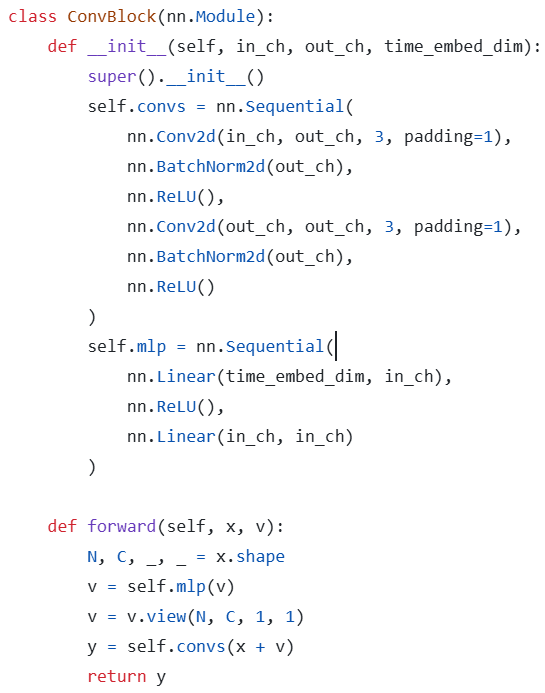 class ConvBlock(nn.Module):
    def __init__(self, in_ch, out_ch, time_embed_dim):
        super().__init__()
        self.convs = nn.Sequential(
            nn.Conv2d(in_ch, out_ch, 3, padding=1),
            nn.BatchNorm2d(out_ch),
            nn.ReLU(),
            nn.Conv2d(out_ch, out_ch, 3, padding=1),
            nn.BatchNorm2d(out_ch),
            nn.ReLU()
        )
        self.mlp = nn.Sequential(
            nn.Linear(time_embed_dim, in_ch),
            nn.ReLU(),
            nn.Linear(in_ch, in_ch)
        )

    def forward(self, x, v):
        N, C, _, _ = x.shape
        v = self.mlp(v)
        v = v.view(N, C, 1, 1)
        y = self.convs(x + v)
        return y